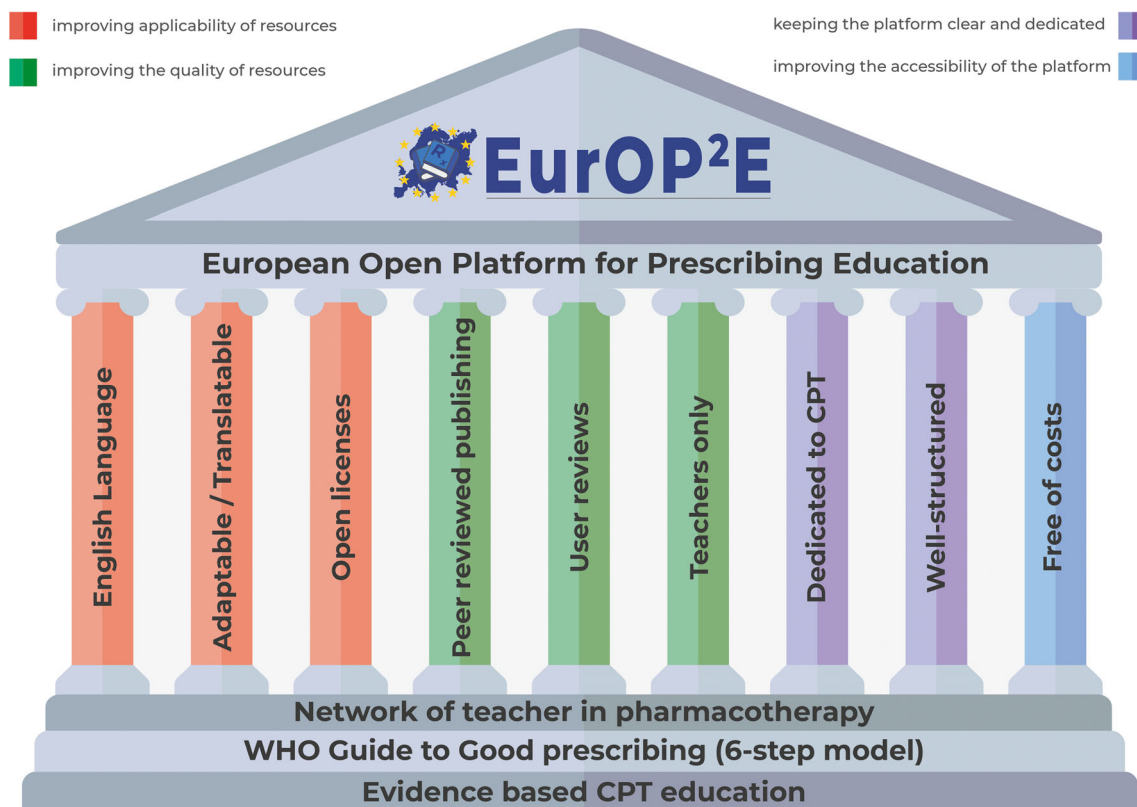 improving applicability of resources
improving the quality of resources
keeping the platform clear and dedicated
improving the accessibility of the platform
Rx
EurOP²E
European Open Platform for Prescribing Education
English Language
Adaptable / Translatable
Open licenses
Peer reviewed publishing
User reviews
Teachers only
Dedicated to CPT
Well-structured
Free of costs
Network of teacher in pharmacotherapy
WHO Guide to Good prescribing (6-step model)
Evidence based CPT education